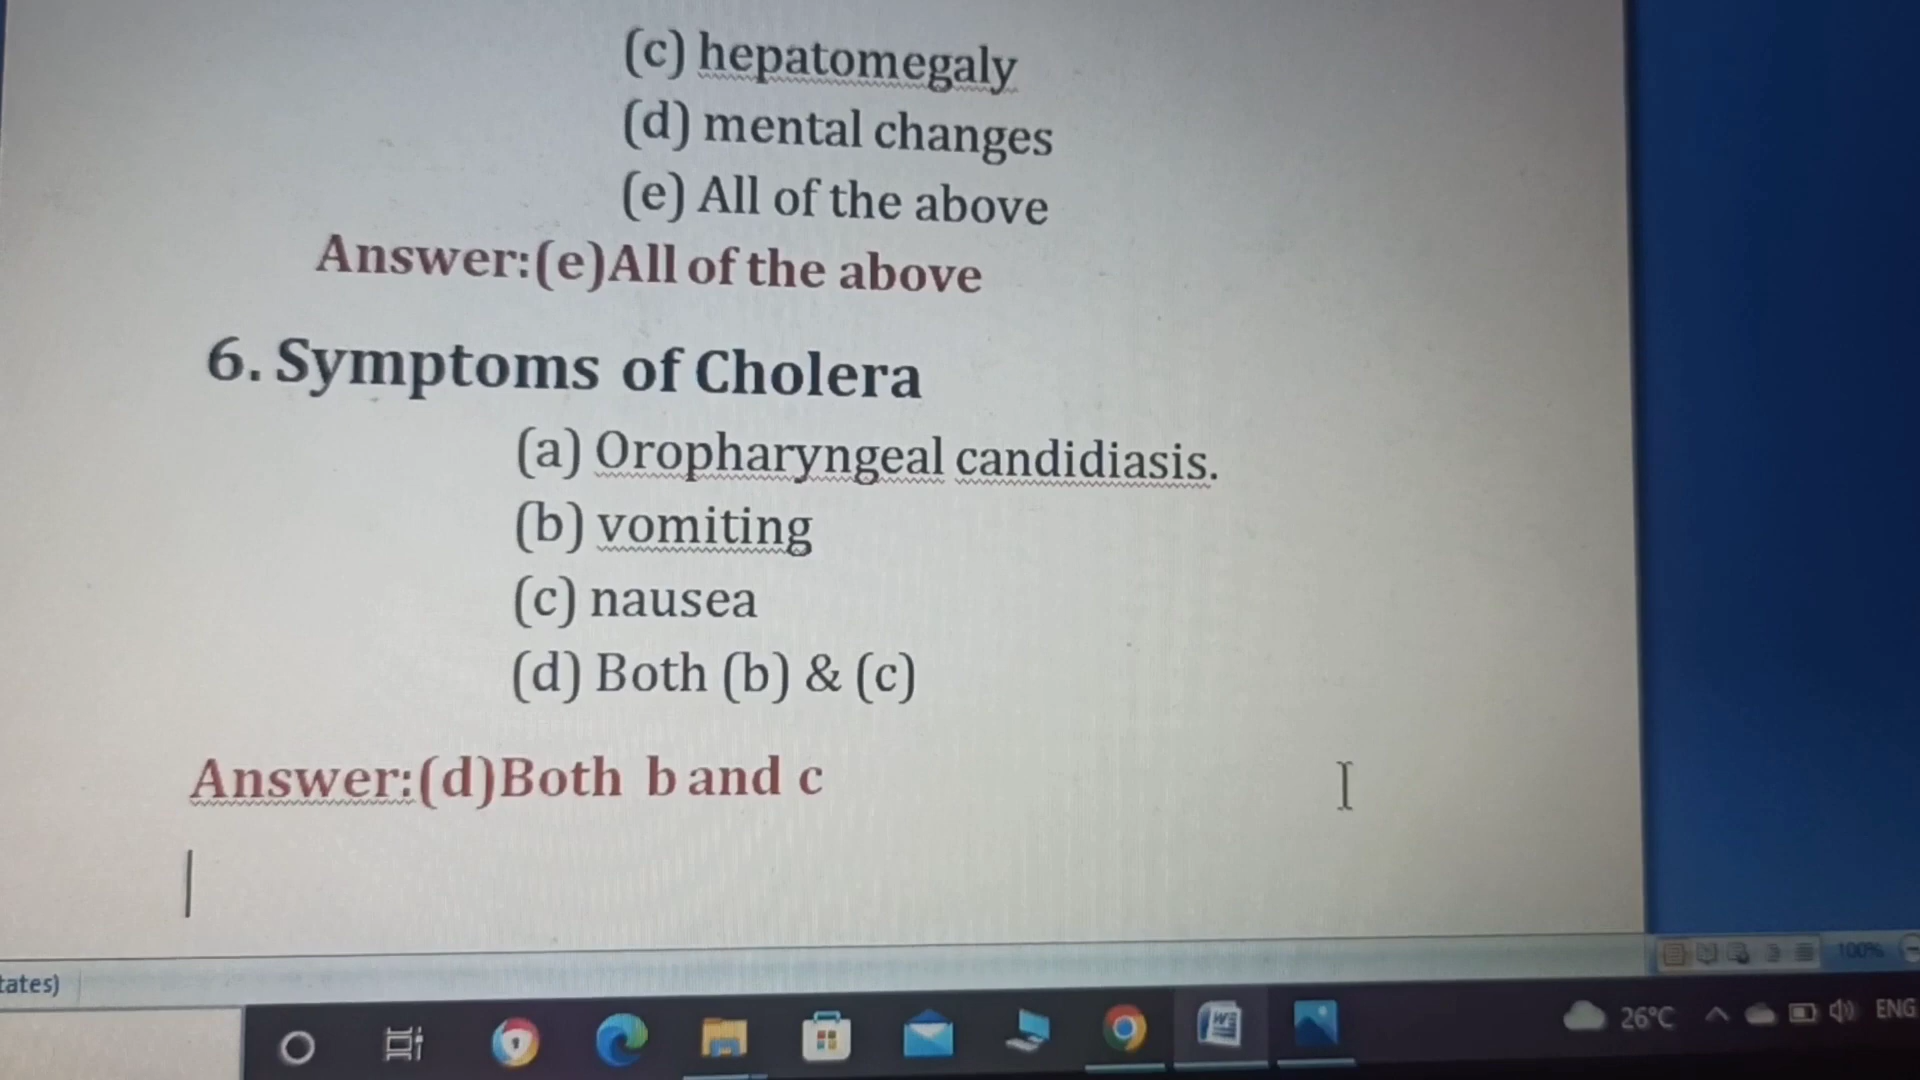 (c) hepatomegaly
(d) mental changes
(e) All of the above
Answer:(e)All of the above
6. Symptoms of Cholera
(a) Oropharyngeal candidiasis.
(b) vomiting
(c) nausea
(d) Both (b) & (c)
Answer:(d)Both b and c
tates)
100%
26°C
ENG